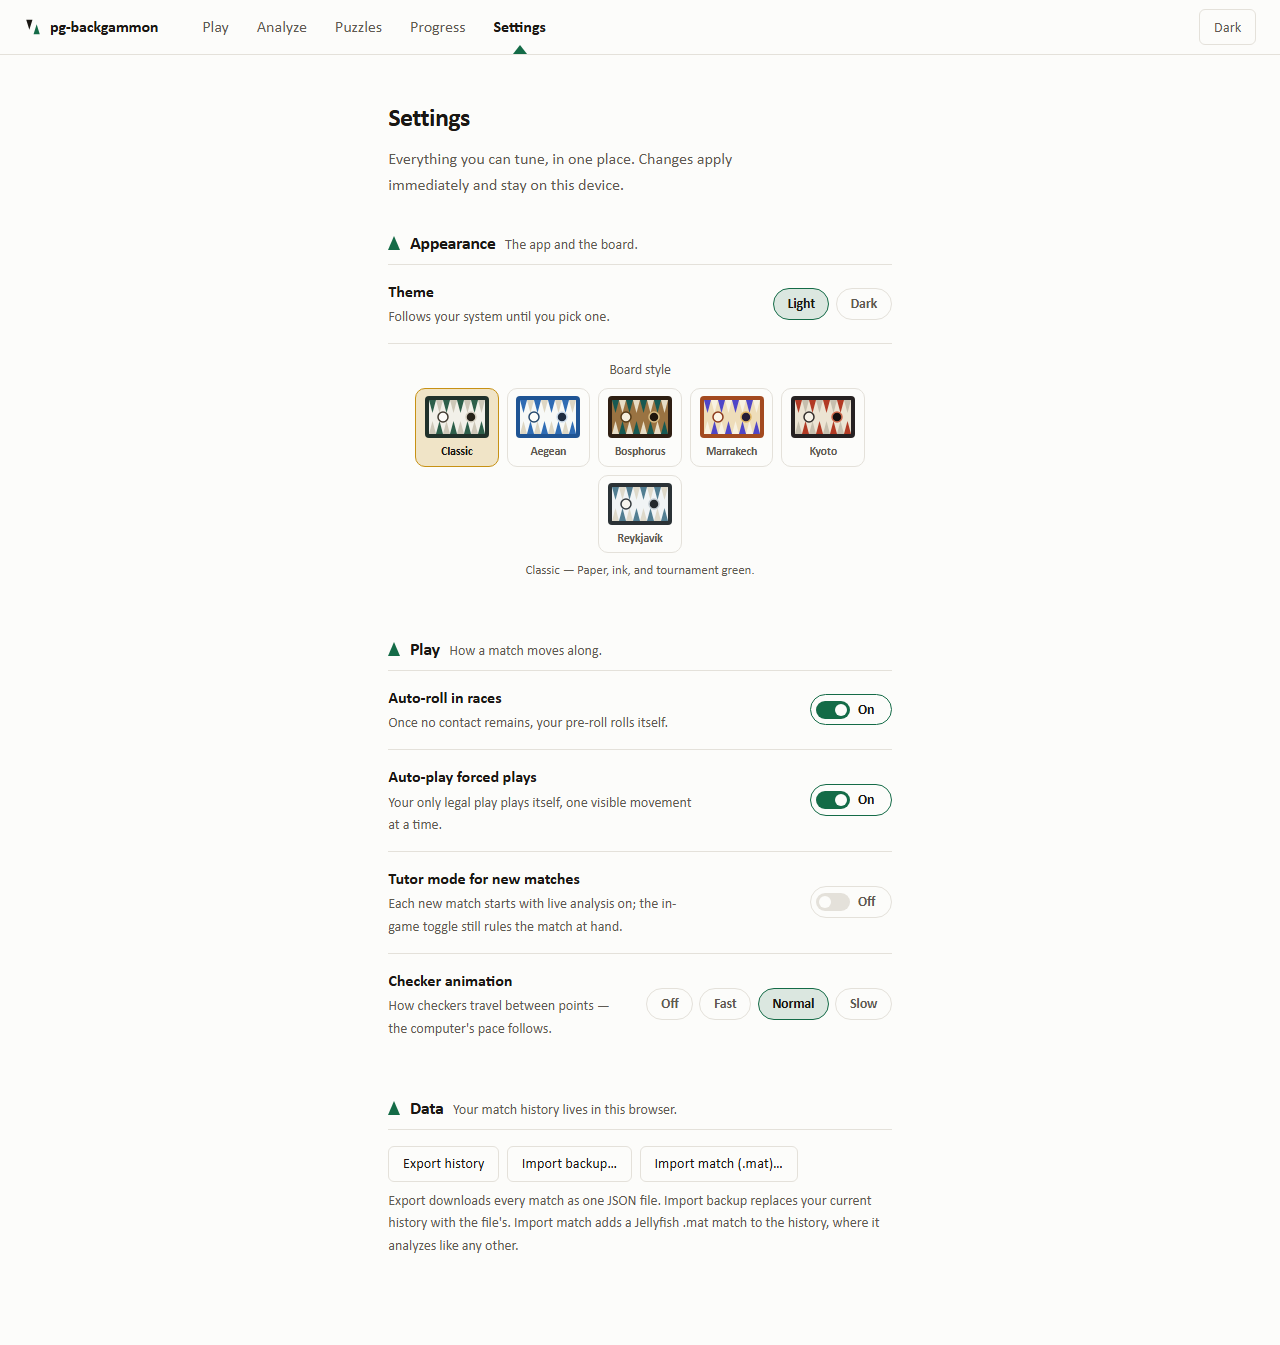 pg-backgammon Play Analyze Puzzles Progress Settings Dark
Settings
Everything you can tune, in one place. Changes apply
immediately and stay on this device.
Appearance The app and the board.
Theme
Follows your system until you pick one.
Light Dark
Board style
Classic Aegean Bosphorus Marrakech Kyoto
Reykjavík
Classic — Paper, ink, and tournament green.
Play How a match moves along.
Auto-roll in races
Once no contact remains, your pre-roll rolls itself.
On
Auto-play forced plays
Your only legal play plays itself, one visible movement
at a time.
On
Tutor mode for new matches
Each new match starts with live analysis on; the in-
game toggle still rules the match at hand.
Off
Checker animation
How checkers travel between points —
the computer's pace follows.
Off Fast Normal Slow
Data Your match history lives in this browser.
Export history Import backup... Import match (.mat)...
Export downloads every match as one JSON file. Import backup replaces your current
history with the file's. Import match adds a Jellyfish .mat match to the history, where it
analyzes like any other.